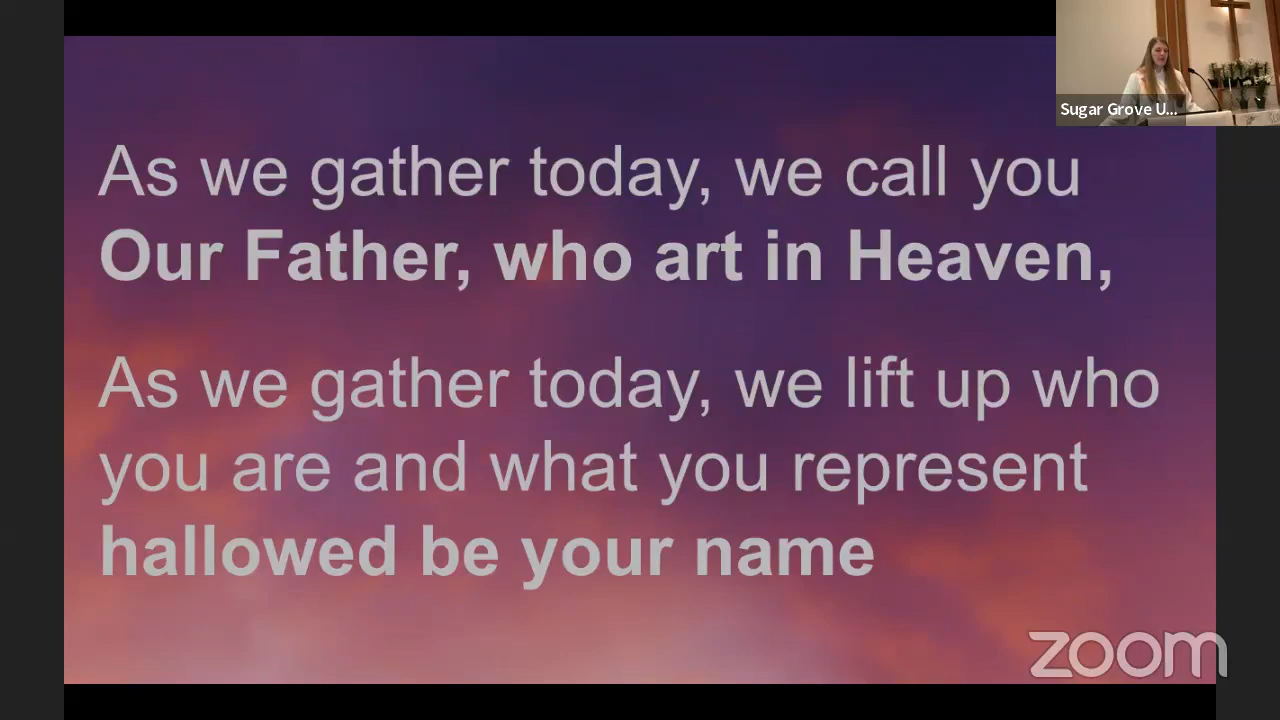 Sugar Grove U...
As we gather today, we call you
Our Father, who art in Heaven,
As we gather today, we lift up who
you are and what you represent
hallowed be your name
zoom